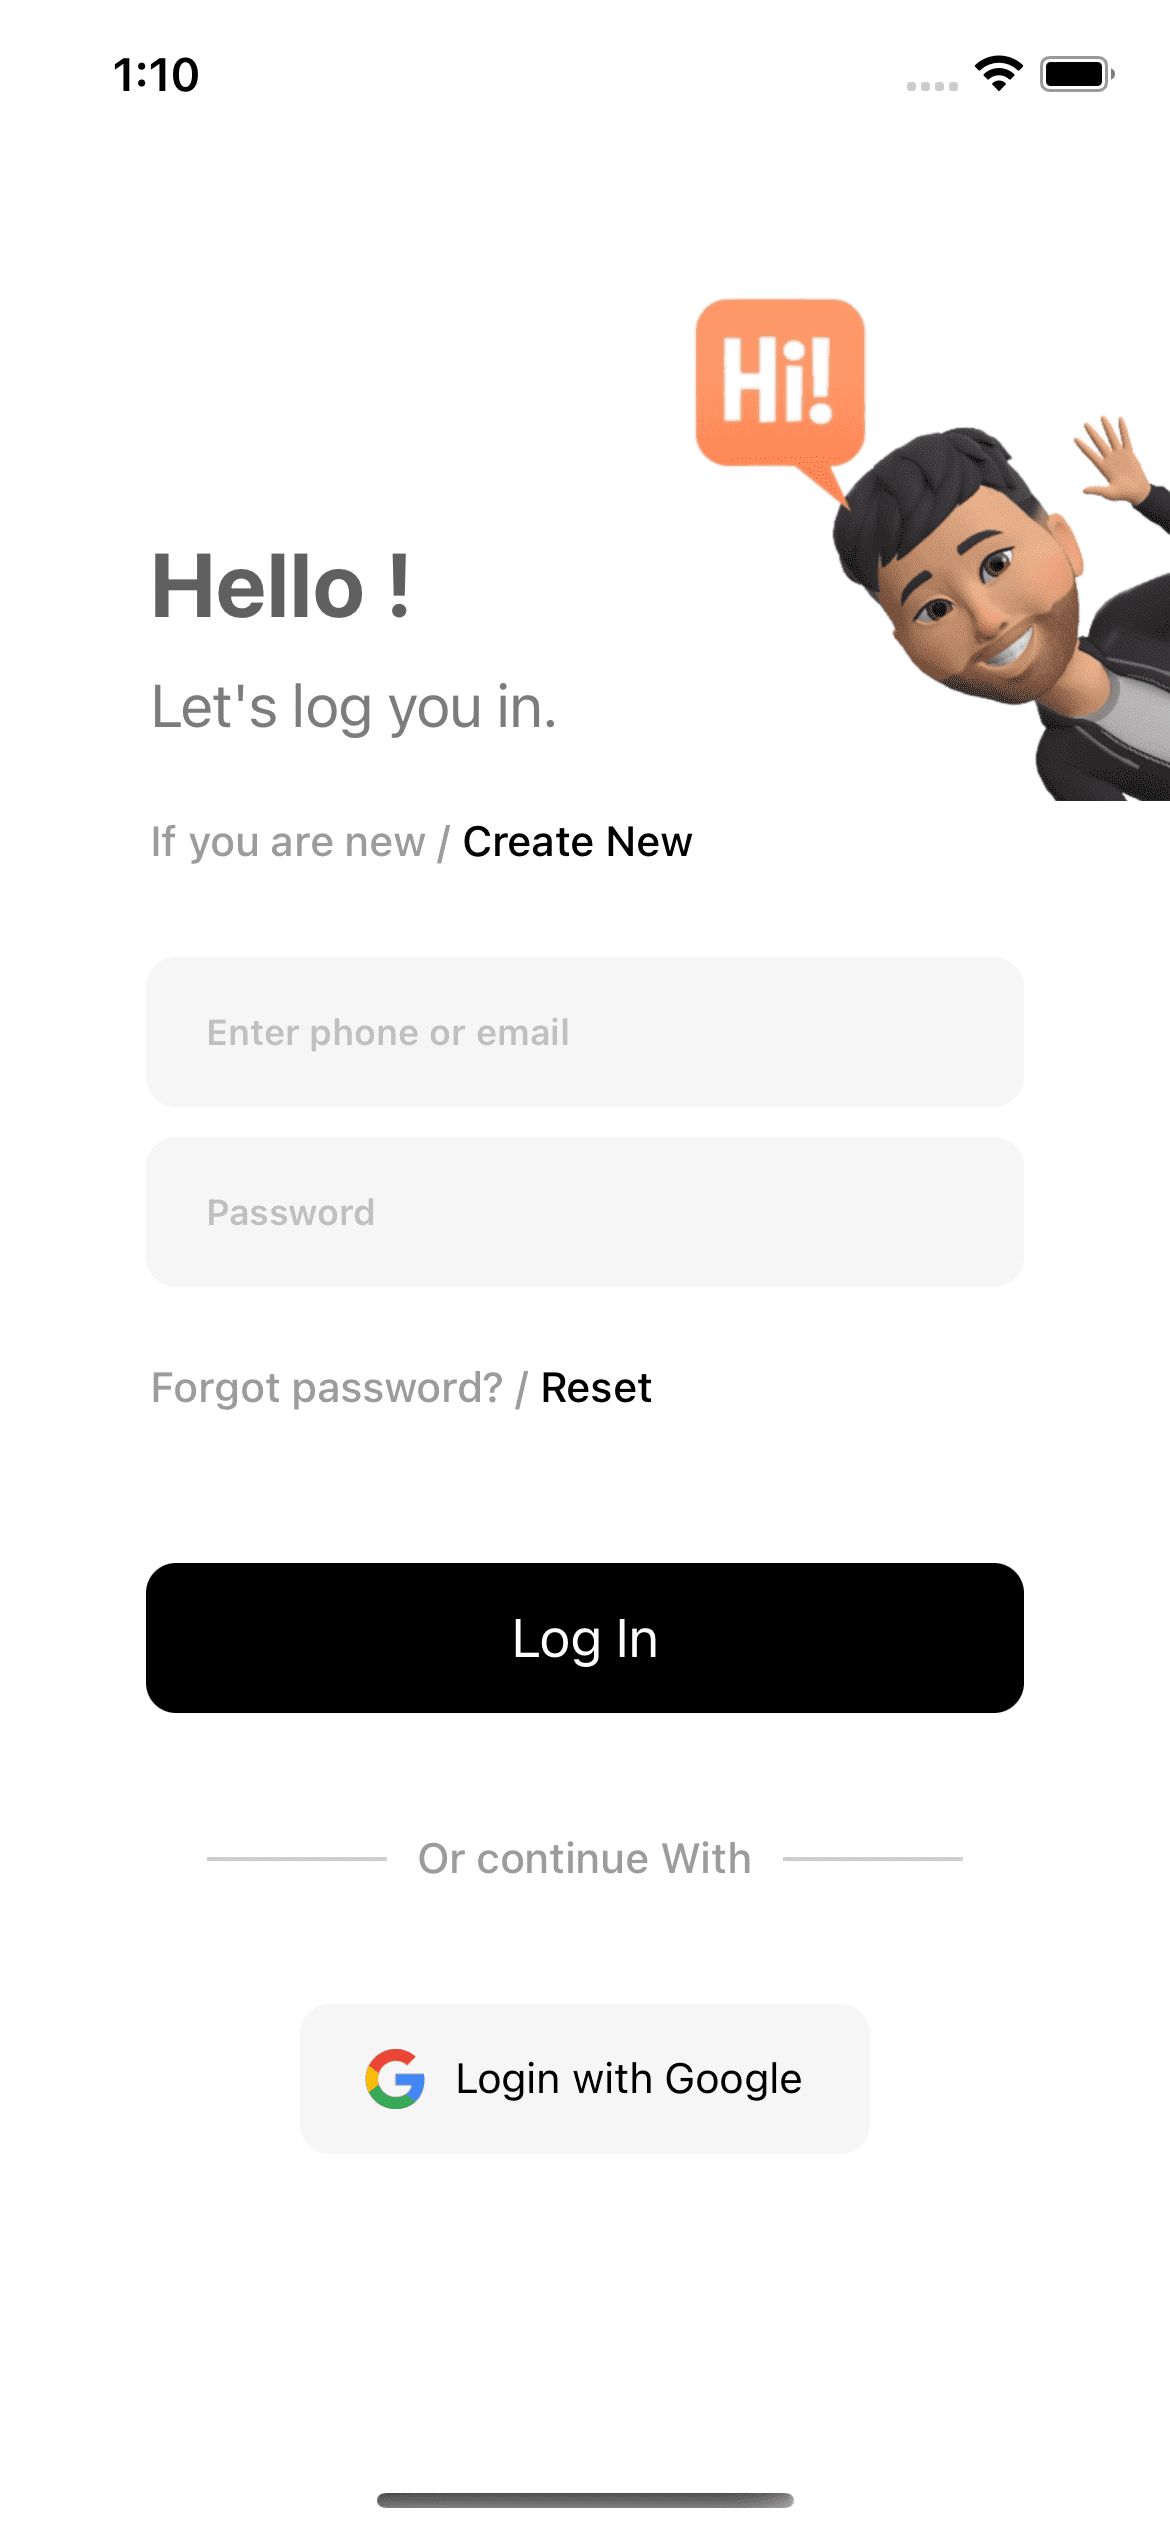 1:10
Hi!
Hello !
Let's log you in.
If you are new / Create New
Enter phone or email
Password
Forgot password? / Reset
Log In
Or continue With
Login with Google